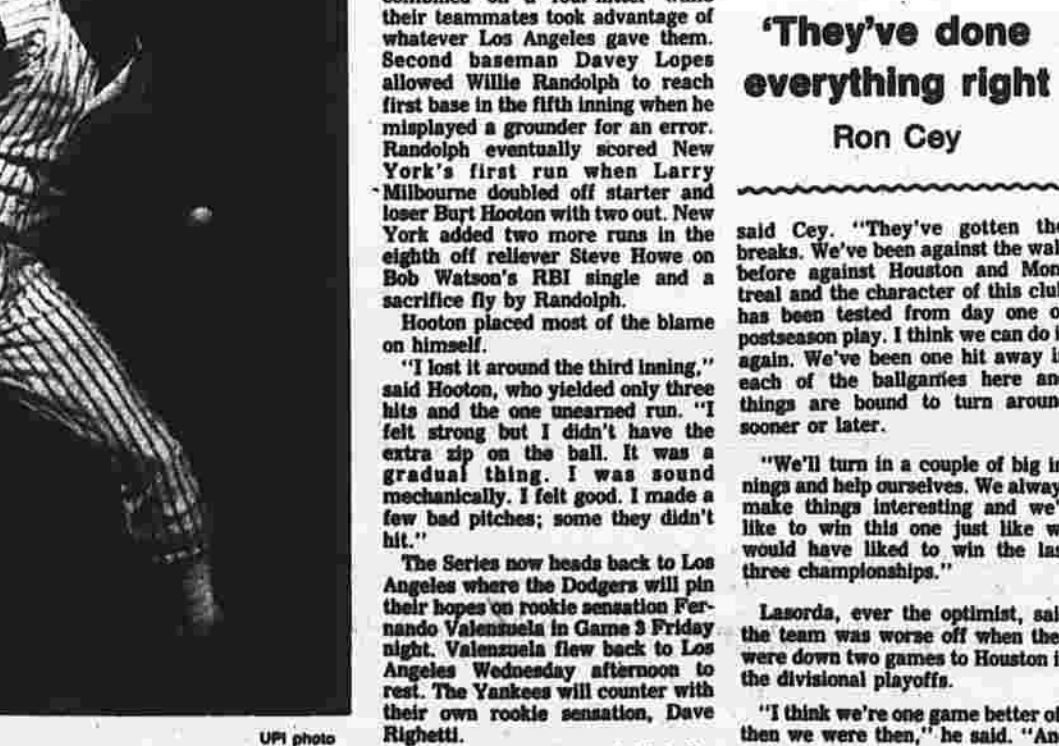 combined on a four-hitter while
their teammates took advantage of
whatever Los Angeles gave them.
Second baseman Davey Lopes
allowed Willie Randolph to reach
first base in the fifth inning when he
misplayed a grounder for an error.
Randolph eventually scored New
York's first run when Larry
Milbourne doubled off starter and
loser Burt Hooton with two out. New
York added two more runs in the
eighth off reliever Steve Howe on
Bob Watson's RBI single and a
sacrifice fly by Randolph.
Hooton placed most of the blame
on himself.
"I lost it around the third inning,"
said Hooton, who yielded only three
hits and the one unearned run. "I
felt strong but I didn't have the
extra zip on the ball. It was a
gradual thing. I was sound
mechanically. I felt good. I made a
few bad pitches; some they didn't
hit."
The Series now heads back to Los
Angeles where the Dodgers will pin
their hopes on rookie sensation Fer-
nando Valensuela in Game 3 Friday
night. Valenzuela flew back to Los
Angeles Wednesday afternoon to
rest. The Yankees will counter with
their own rookie sensation, Dave
Righetti.
UPI photo
'They've done
everything right
Ron Cey
said Cey. "They've gotten the
breaks. We've been against the wal
before against Houston and Mon
treal and the character of this clu
has been tested from day one o
postseason play. I think we can do i
again. We've been one hit away i
each of the ballgames here an
things are bound to turn aroun
sooner or later.
"We'll turn in a couple of big in
nings and help ourselves. We alway
make things interesting and we'
like to win this one just like w
would have liked to win the las
three championships."
Lasorda, ever the optimist, sai
the team was worse off when the
were down two games to Houston i
the divisional playoffs.
"I think we're one game better of
then we were then," he said. "An